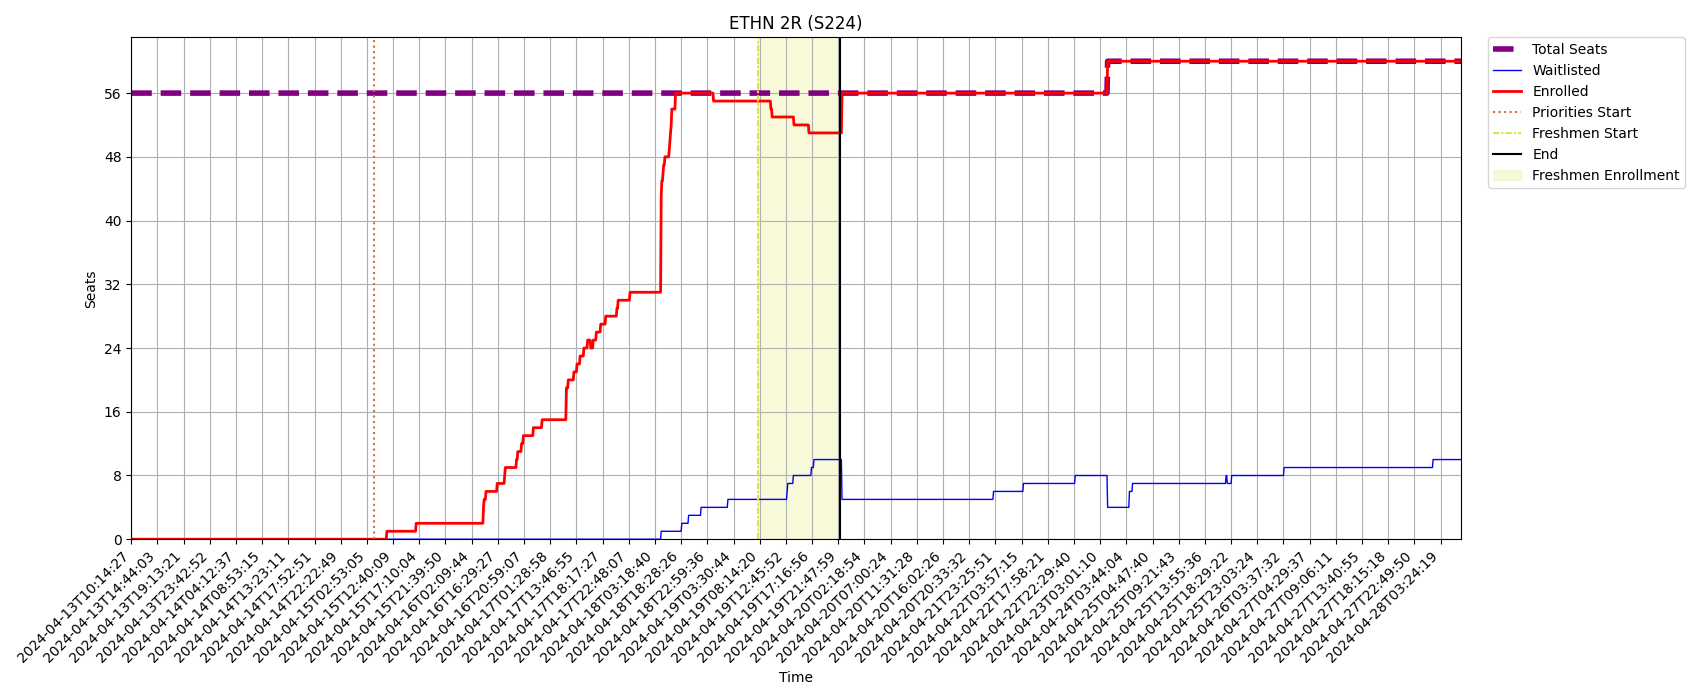 ETHN 2R (S224)
Total Seats
Waitlisted
Enrolled
Priorities Start
Freshmen Start
End
Freshmen Enrollment
Seats
56
48
40
32
24
16
8
0
2024-04-13T10:14:27
2024-04-13T14:44:03
2024-04-13T19:13:21
2024-04-13T23:42:52
2024-04-14T04:12:37
2024-04-14T08:53:15
2024-04-14T13:23:11
2024-04-14T17:52:51
2024-04-14T22:22:49
2024-04-15T02:53:05
2024-04-15T12:40:09
2024-04-15T17:10:04
2024-04-15T21:39:50
2024-04-16T02:09:44
2024-04-16T16:29:27
2024-04-16T20:59:07
2024-04-17T01:28:58
2024-04-17T13:46:55
2024-04-17T18:17:27
2024-04-17T22:48:07
2024-04-18T03:18:40
2024-04-18T18:28:26
2024-04-18T22:59:36
2024-04-19T03:30:44
2024-04-19T08:14:20
2024-04-19T12:45:52
2024-04-19T17:16:56
2024-04-19T21:47:59
2024-04-20T02:18:54
2024-04-20T07:00:24
2024-04-20T11:31:28
2024-04-20T16:02:26
2024-04-20T20:33:32
2024-04-21T23:25:51
2024-04-22T03:57:15
2024-04-22T17:58:21
2024-04-22T22:29:40
2024-04-23T03:01:10
2024-04-24T03:44:04
2024-04-25T04:47:40
2024-04-25T09:21:43
2024-04-25T13:55:36
2024-04-25T18:29:22
2024-04-25T23:03:24
2024-04-26T03:37:32
2024-04-27T04:29:37
2024-04-27T09:06:11
2024-04-27T13:40:55
2024-04-27T18:15:18
2024-04-27T22:49:50
2024-04-28T03:24:19
Time